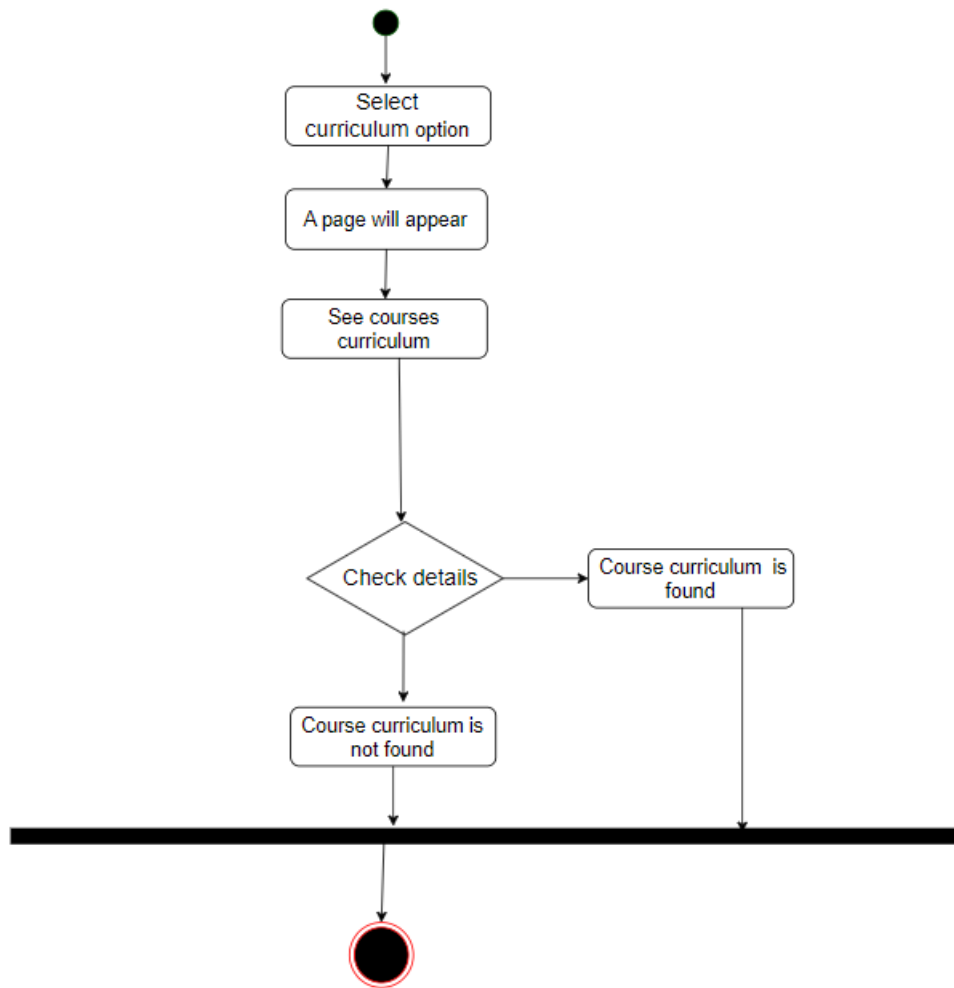 Select
curriculum option
A page will appear
See courses
curriculum
Check details
Course curriculum is
found
Course curriculum is
not found